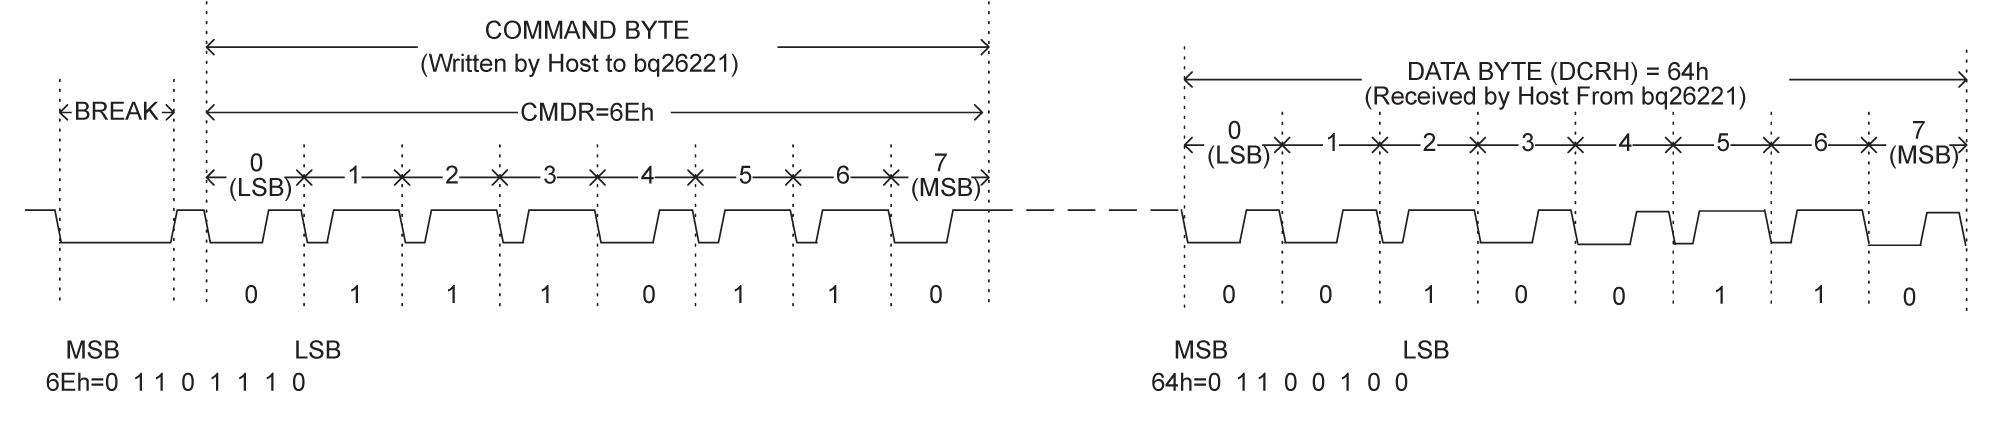 COMMAND BYTE
(Written by Host to bq26221)
BREAK
CMDR=6Eh
0 1 2 3 4 5 6 7
(LSB) (MSB)
0 1 1 1 0 1 1 0
MSB LSB
6Eh=0 1 1 0 1 1 1 0
DATA BYTE (DCRH) = 64h
(Received by Host From bq26221)
0 1 2 3 4 5 6 7
(LSB) (MSB)
0 0 1 0 0 1 1 0
MSB LSB
64h=0 1 1 0 0 1 0 0